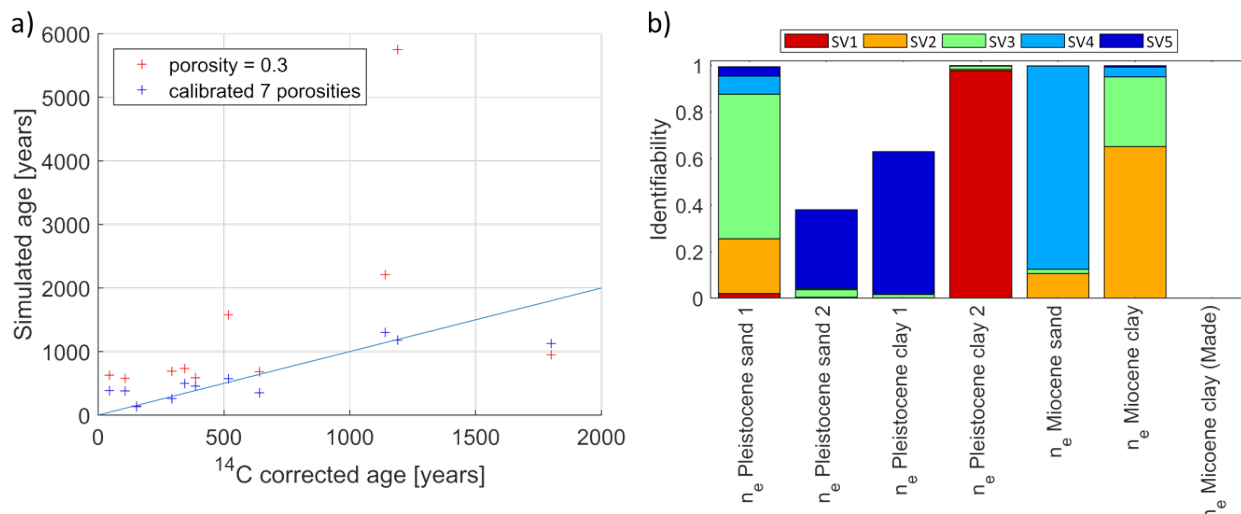 a)
6000
5000
4000
3000
2000
1000
0
Simulated age [years]
porosity = 0.3
calibrated 7 porosities
0 500 1000 1500 2000
14C corrected age [years]
b)
SV1 SV2 SV3 SV4 SV5
1
0.8
0.6
0.4
0.2
0
Identifiability
ne Pleistocene sand 1
ne Pleistocene sand 2
ne Pleistocene clay 1
ne Pleistocene clay 2
ne Miocene sand
ne Miocene clay
ne Micoene clay (Made)